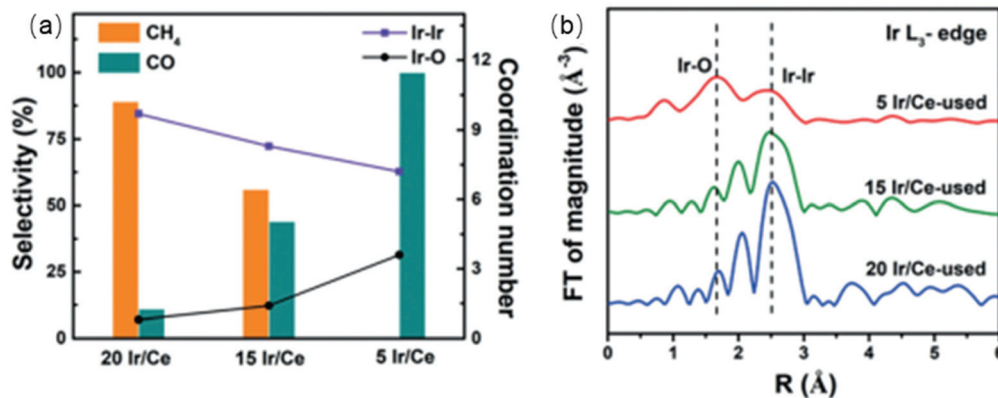 (a)
CH₄
CO
Ir-Ir
Ir-O
Selectivity (%)
100
75
50
25
0
12
9
6
3
0
Coordination number
20 Ir/Ce
15 Ir/Ce
5 Ir/Ce
(b)
Ir L₃- edge
Ir-O
Ir-Ir
5 Ir/Ce-used
15 Ir/Ce-used
20 Ir/Ce-used
FT of magnitude (Å⁻³)
0
1
2
3
4
5
6
R (Å)